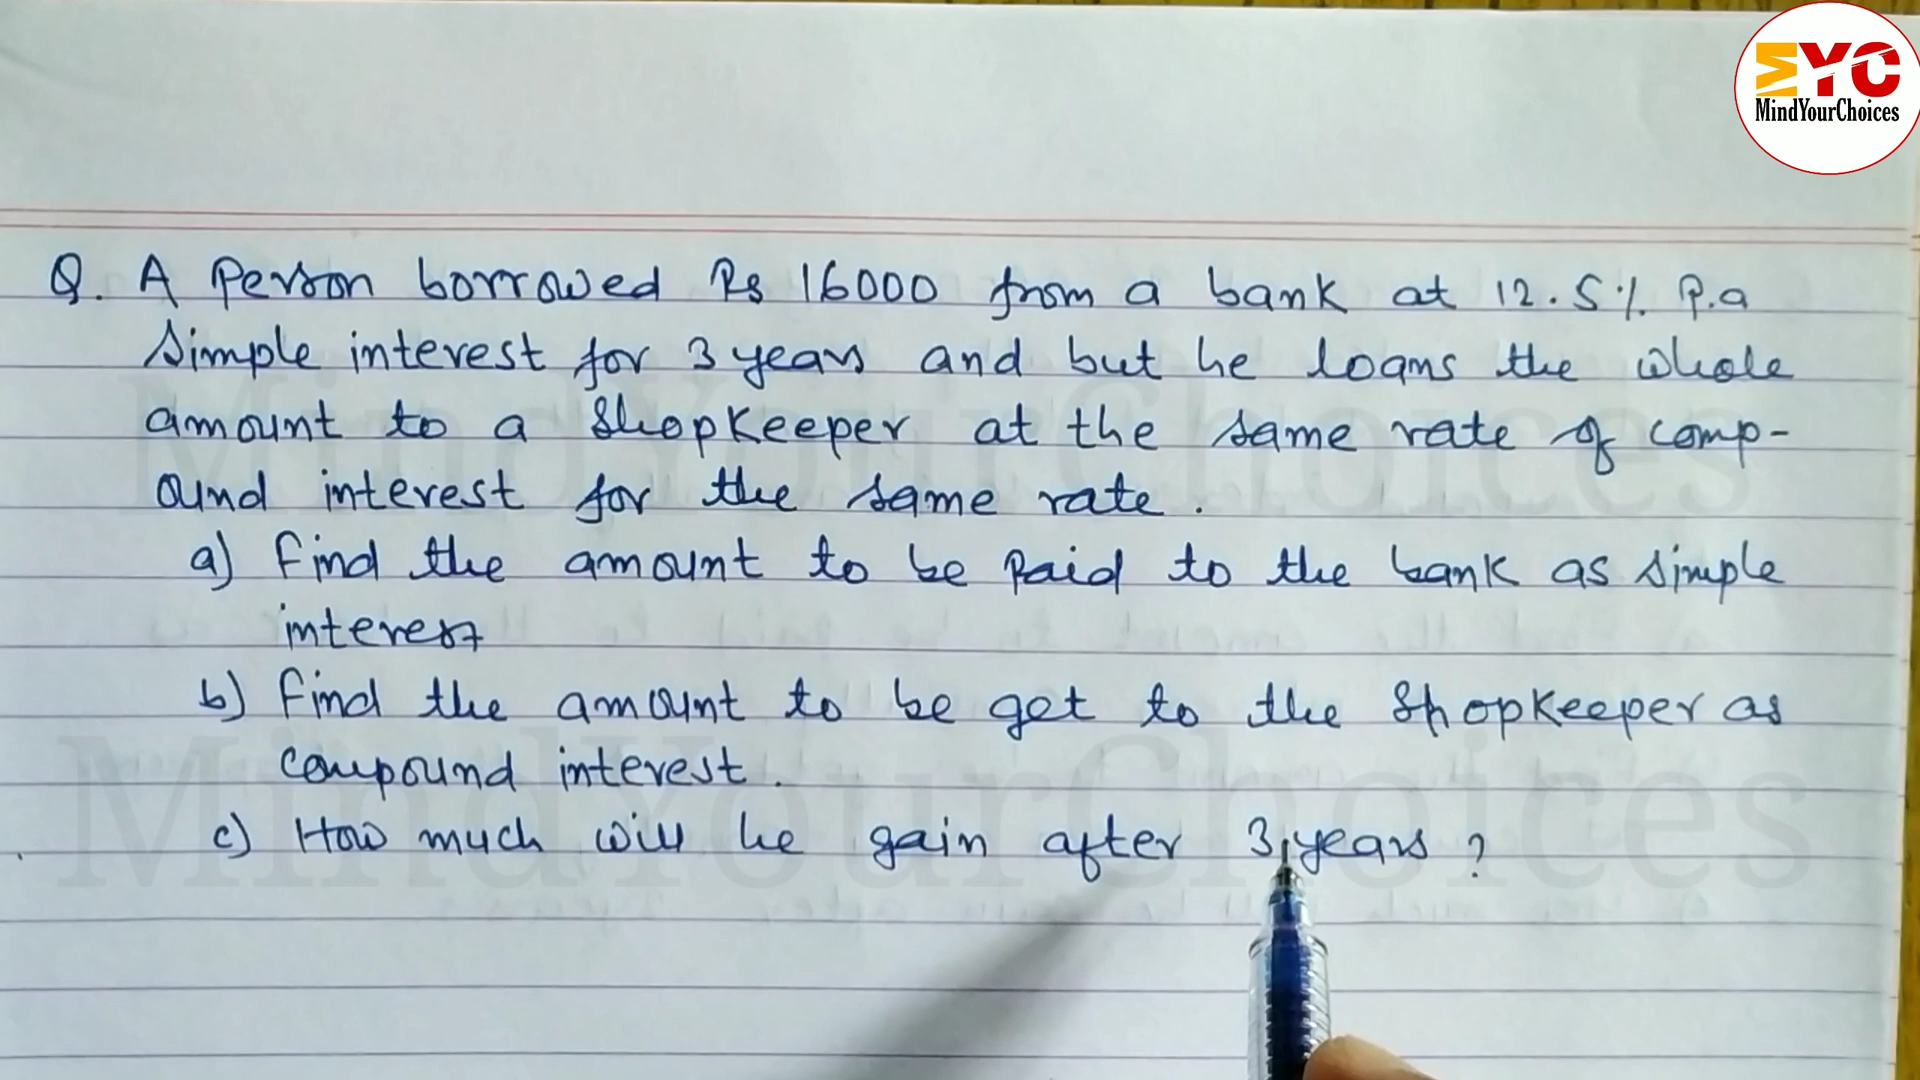 MYC
MindYourChoices
Q. A Person borrowed Rs 16000 from a bank at 12.5% P.a
simple interest for 3 years and but he loans the whole
amount to a shopkeeper at the same rate of comp-
ound interest for the same rate.
a) Find the amount to be paid to the bank as simple
interest
b) Find the amount to be get to the shopkeeper as
compound interest.
c) How much will he gain after 3 years?
MindYourChoices
MindYourChoices